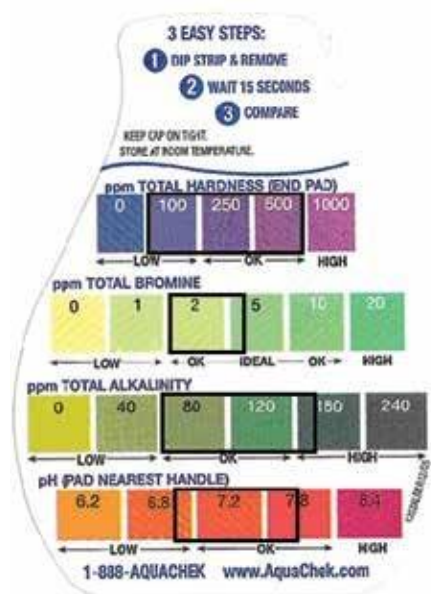 3 EASY STEPS:
1 DIP STRIP & REMOVE
2 WAIT 15 SECONDS
3 COMPARE
KEEP CAP ON TIGHT.
STORE AT ROOM TEMPERATURE.
ppm TOTAL HARDNESS (END PAD)
0 100 250 500 1000
LOW OK HIGH
ppm TOTAL BROMINE
0 1 2 5 10 20
LOW OK IDEAL OK HIGH
ppm TOTAL ALKALINITY
0 40 80 120 180 240
LOW OK HIGH
pH (PAD NEAREST HANDLE)
6.2 6.8 7.2 7.8 8.4
LOW OK HIGH
1-888-AQUACHEK www.AquaChek.com